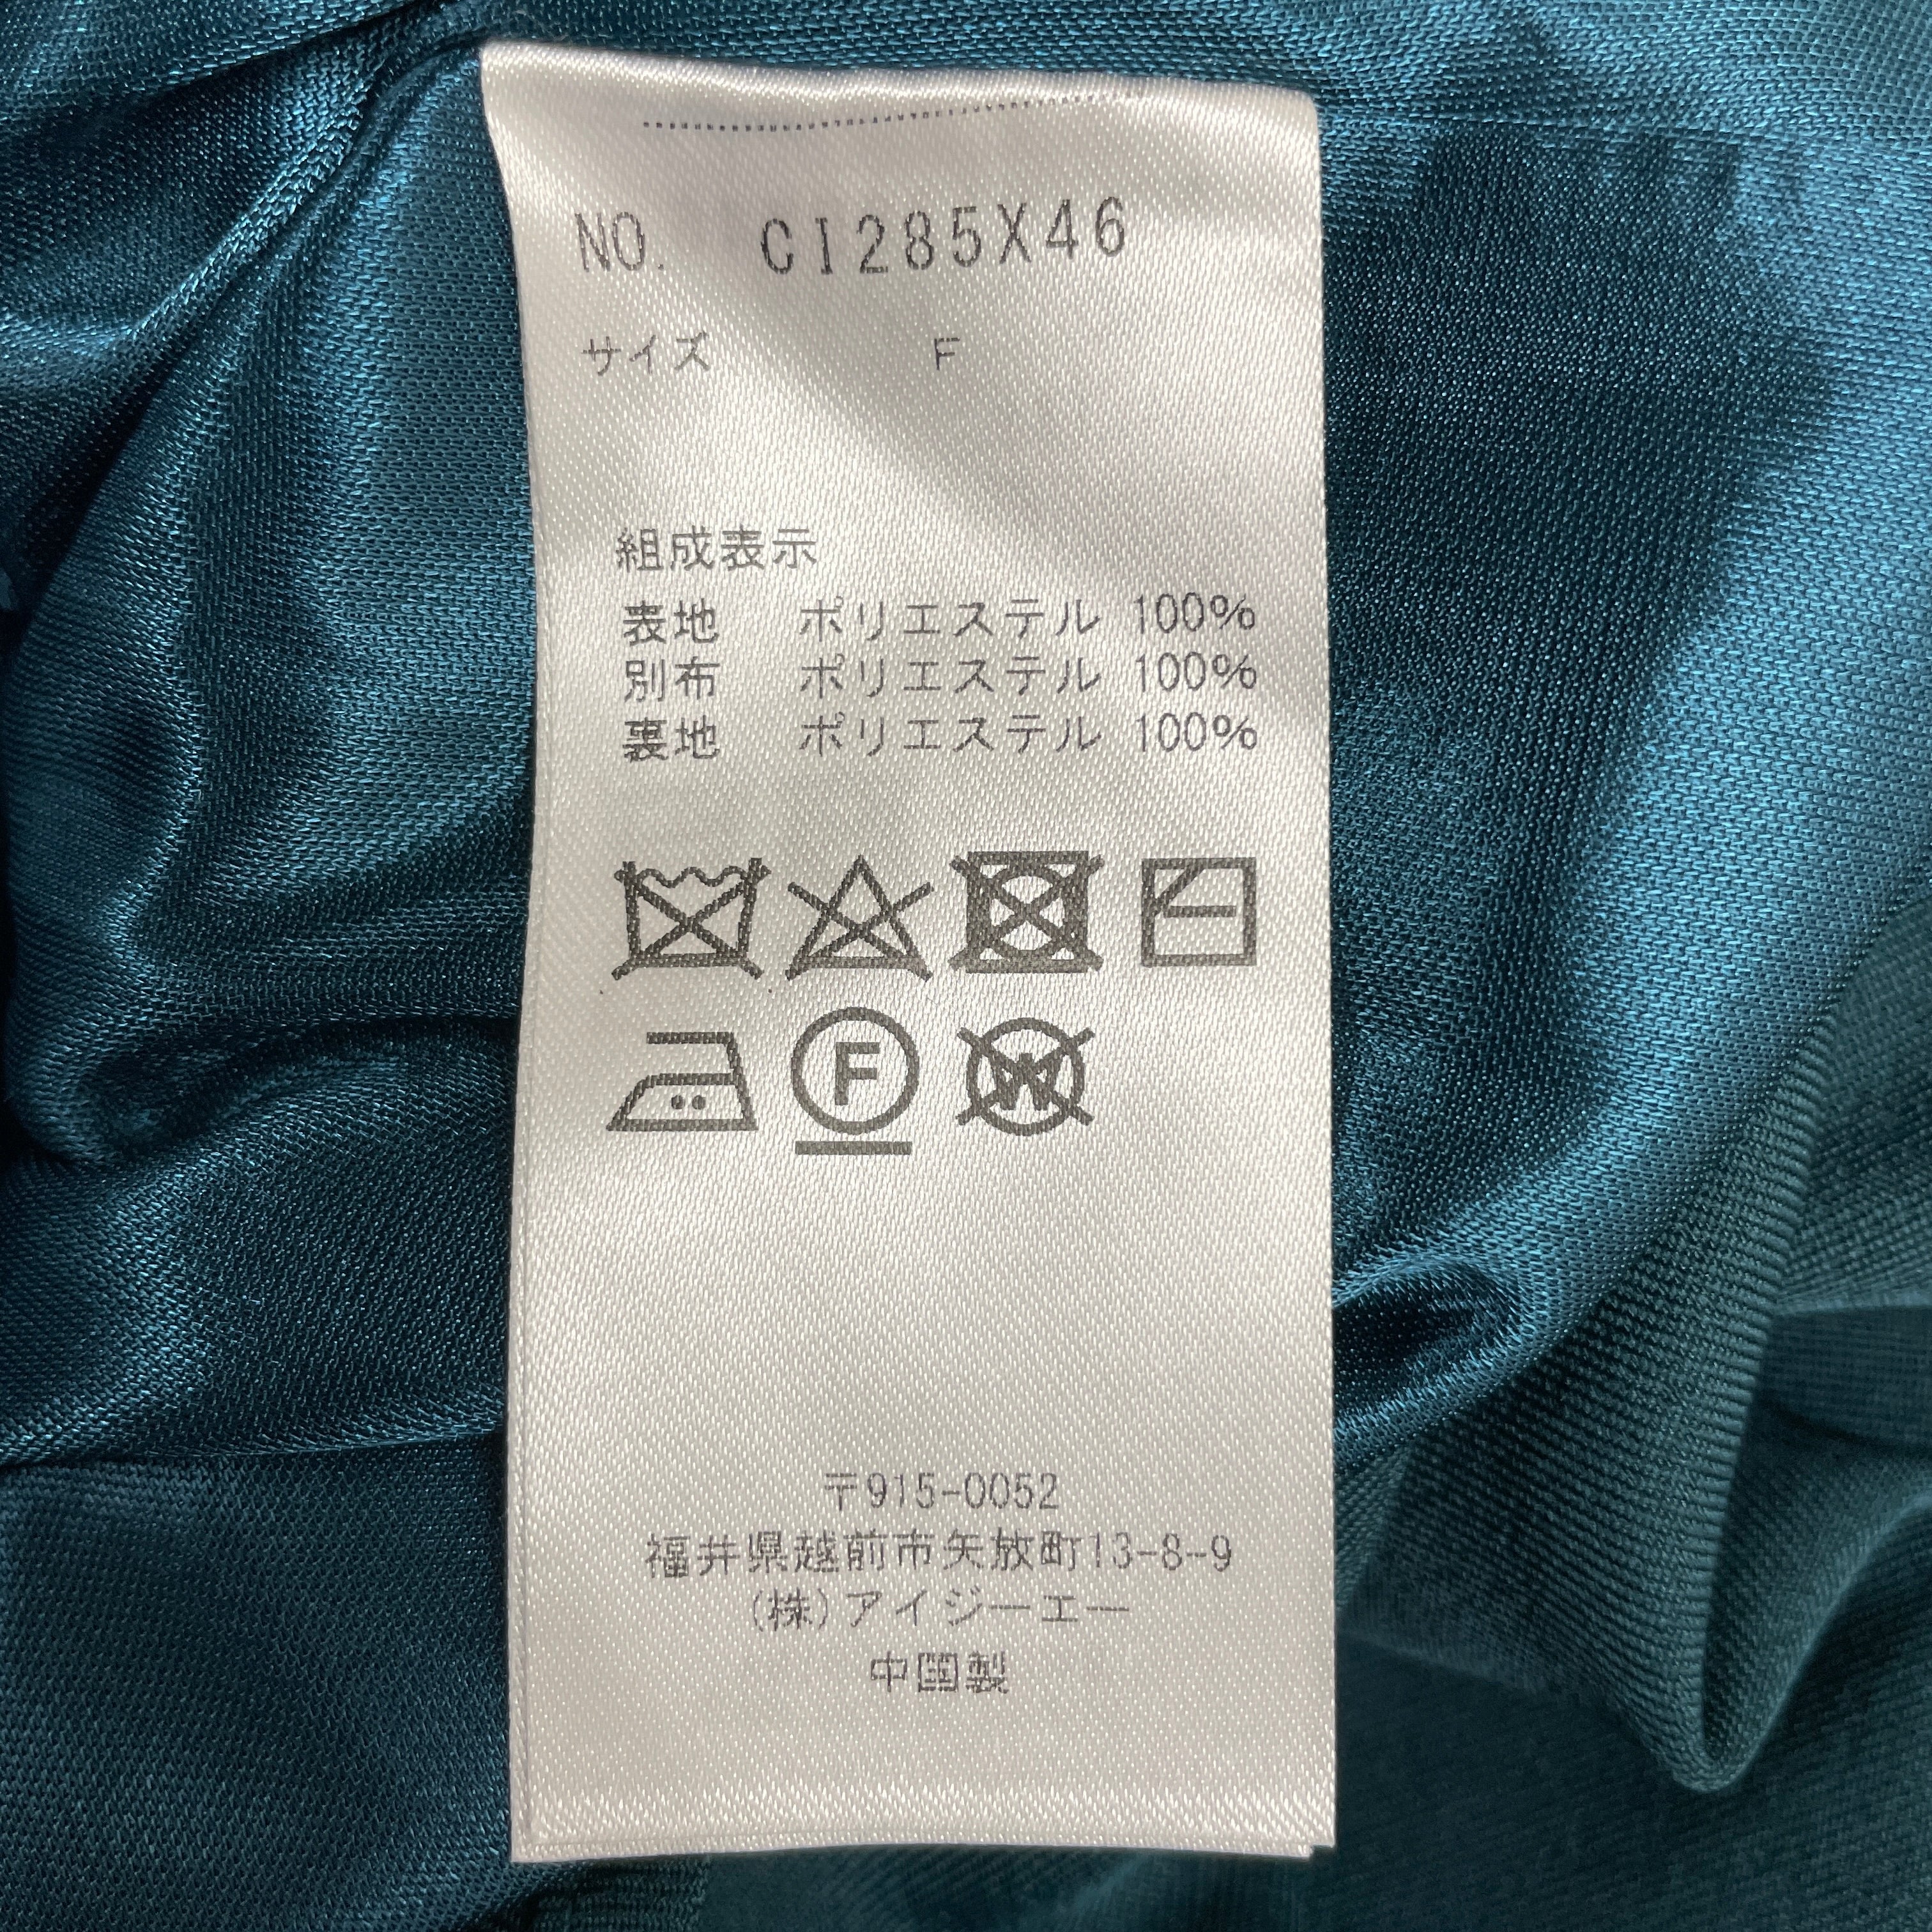 NO. CI285X46
サイズ F
組成表示
表地 ポリエステル 100%
別布 ポリエステル 100%
裏地 ポリエステル 100%
F
W
〒915-0052
福井県越前市矢放町13-8-9
(株)アイジーエー
中国製